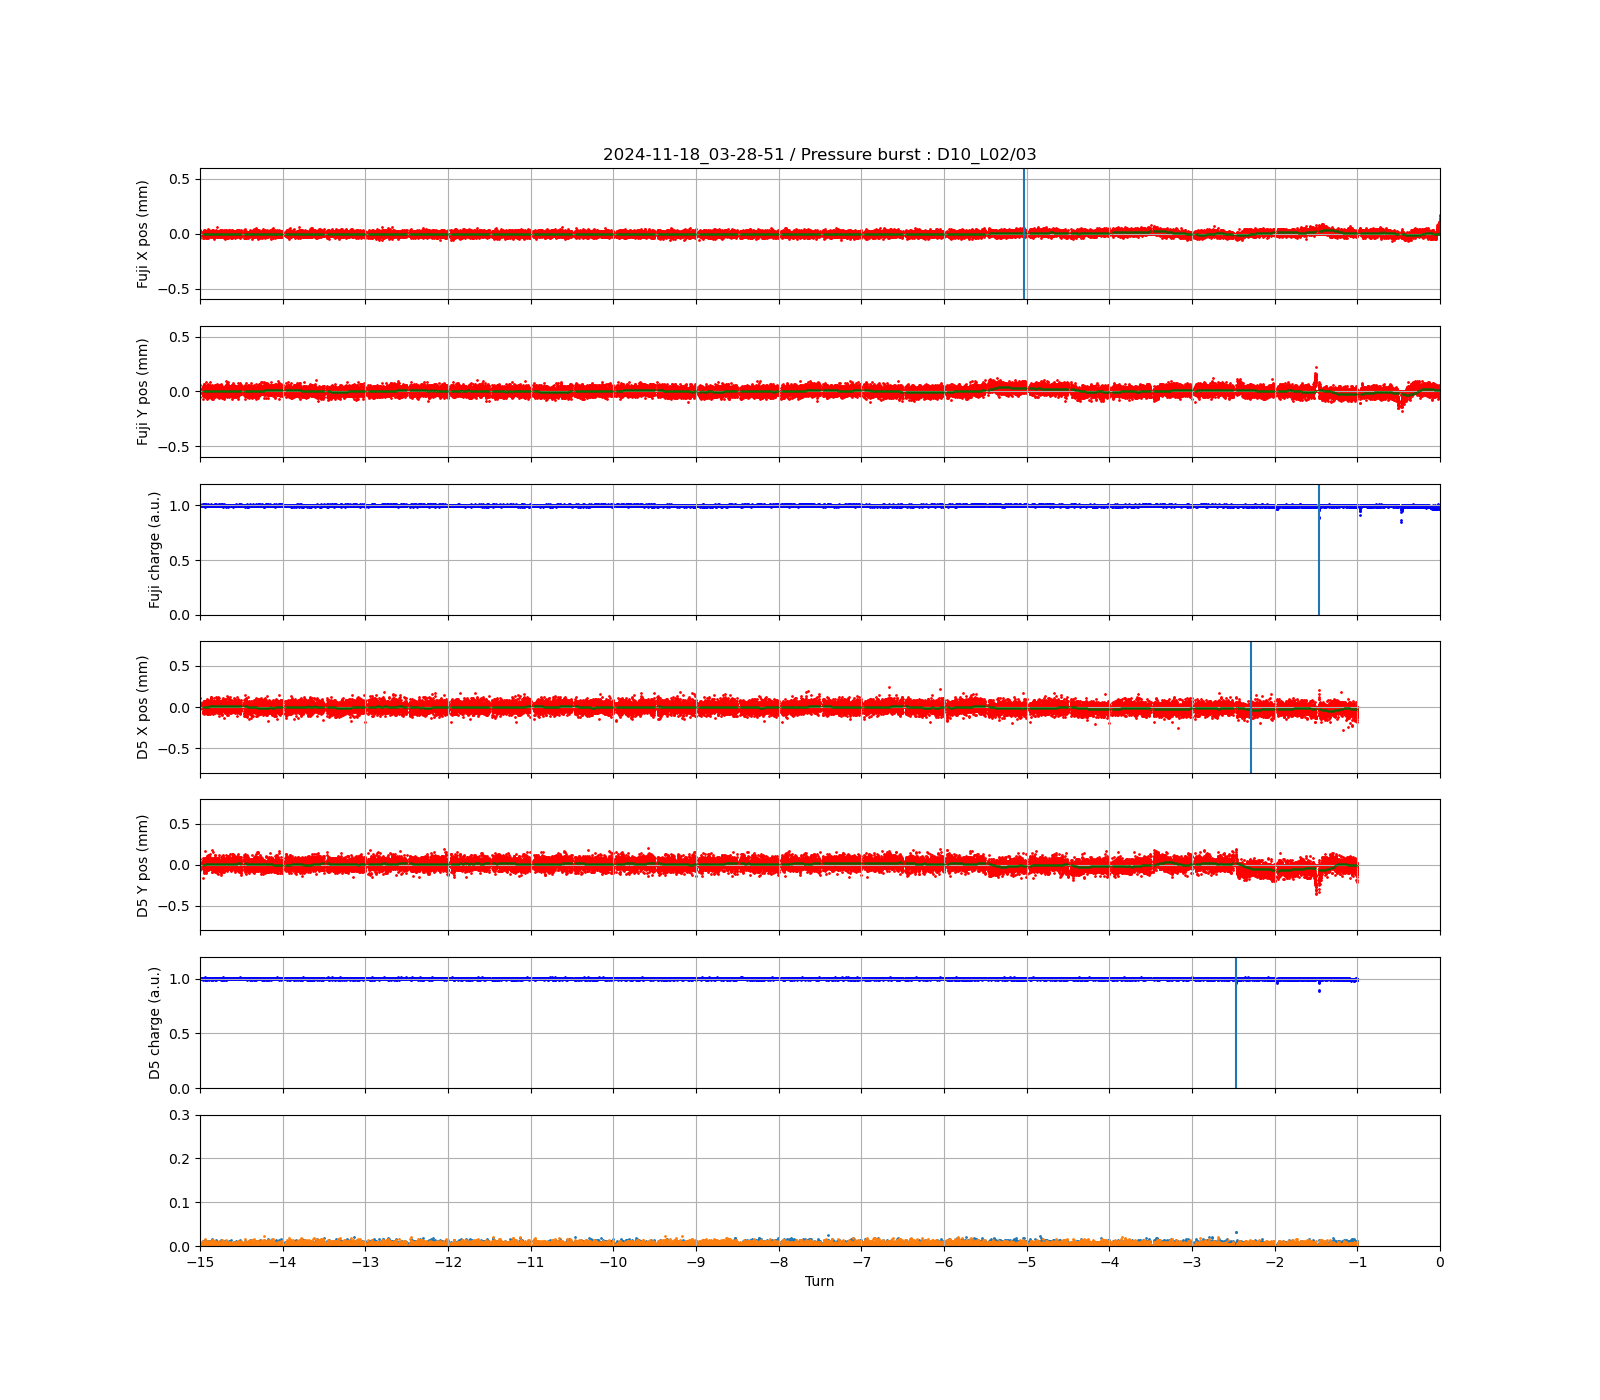 2024-11-18_03-28-51 / Pressure burst : D10_L02/03
Fuji X pos (mm)
0.5
0.0
−0.5
Fuji Y pos (mm)
0.5
0.0
−0.5
Fuji charge (a.u.)
1.0
0.5
0.0
D5 X pos (mm)
0.5
0.0
−0.5
D5 Y pos (mm)
0.5
0.0
−0.5
D5 charge (a.u.)
1.0
0.5
0.0
0.3
0.2
0.1
0.0
−15 −14 −13 −12 −11 −10 −9 −8 −7 −6 −5 −4 −3 −2 −1 0
Turn